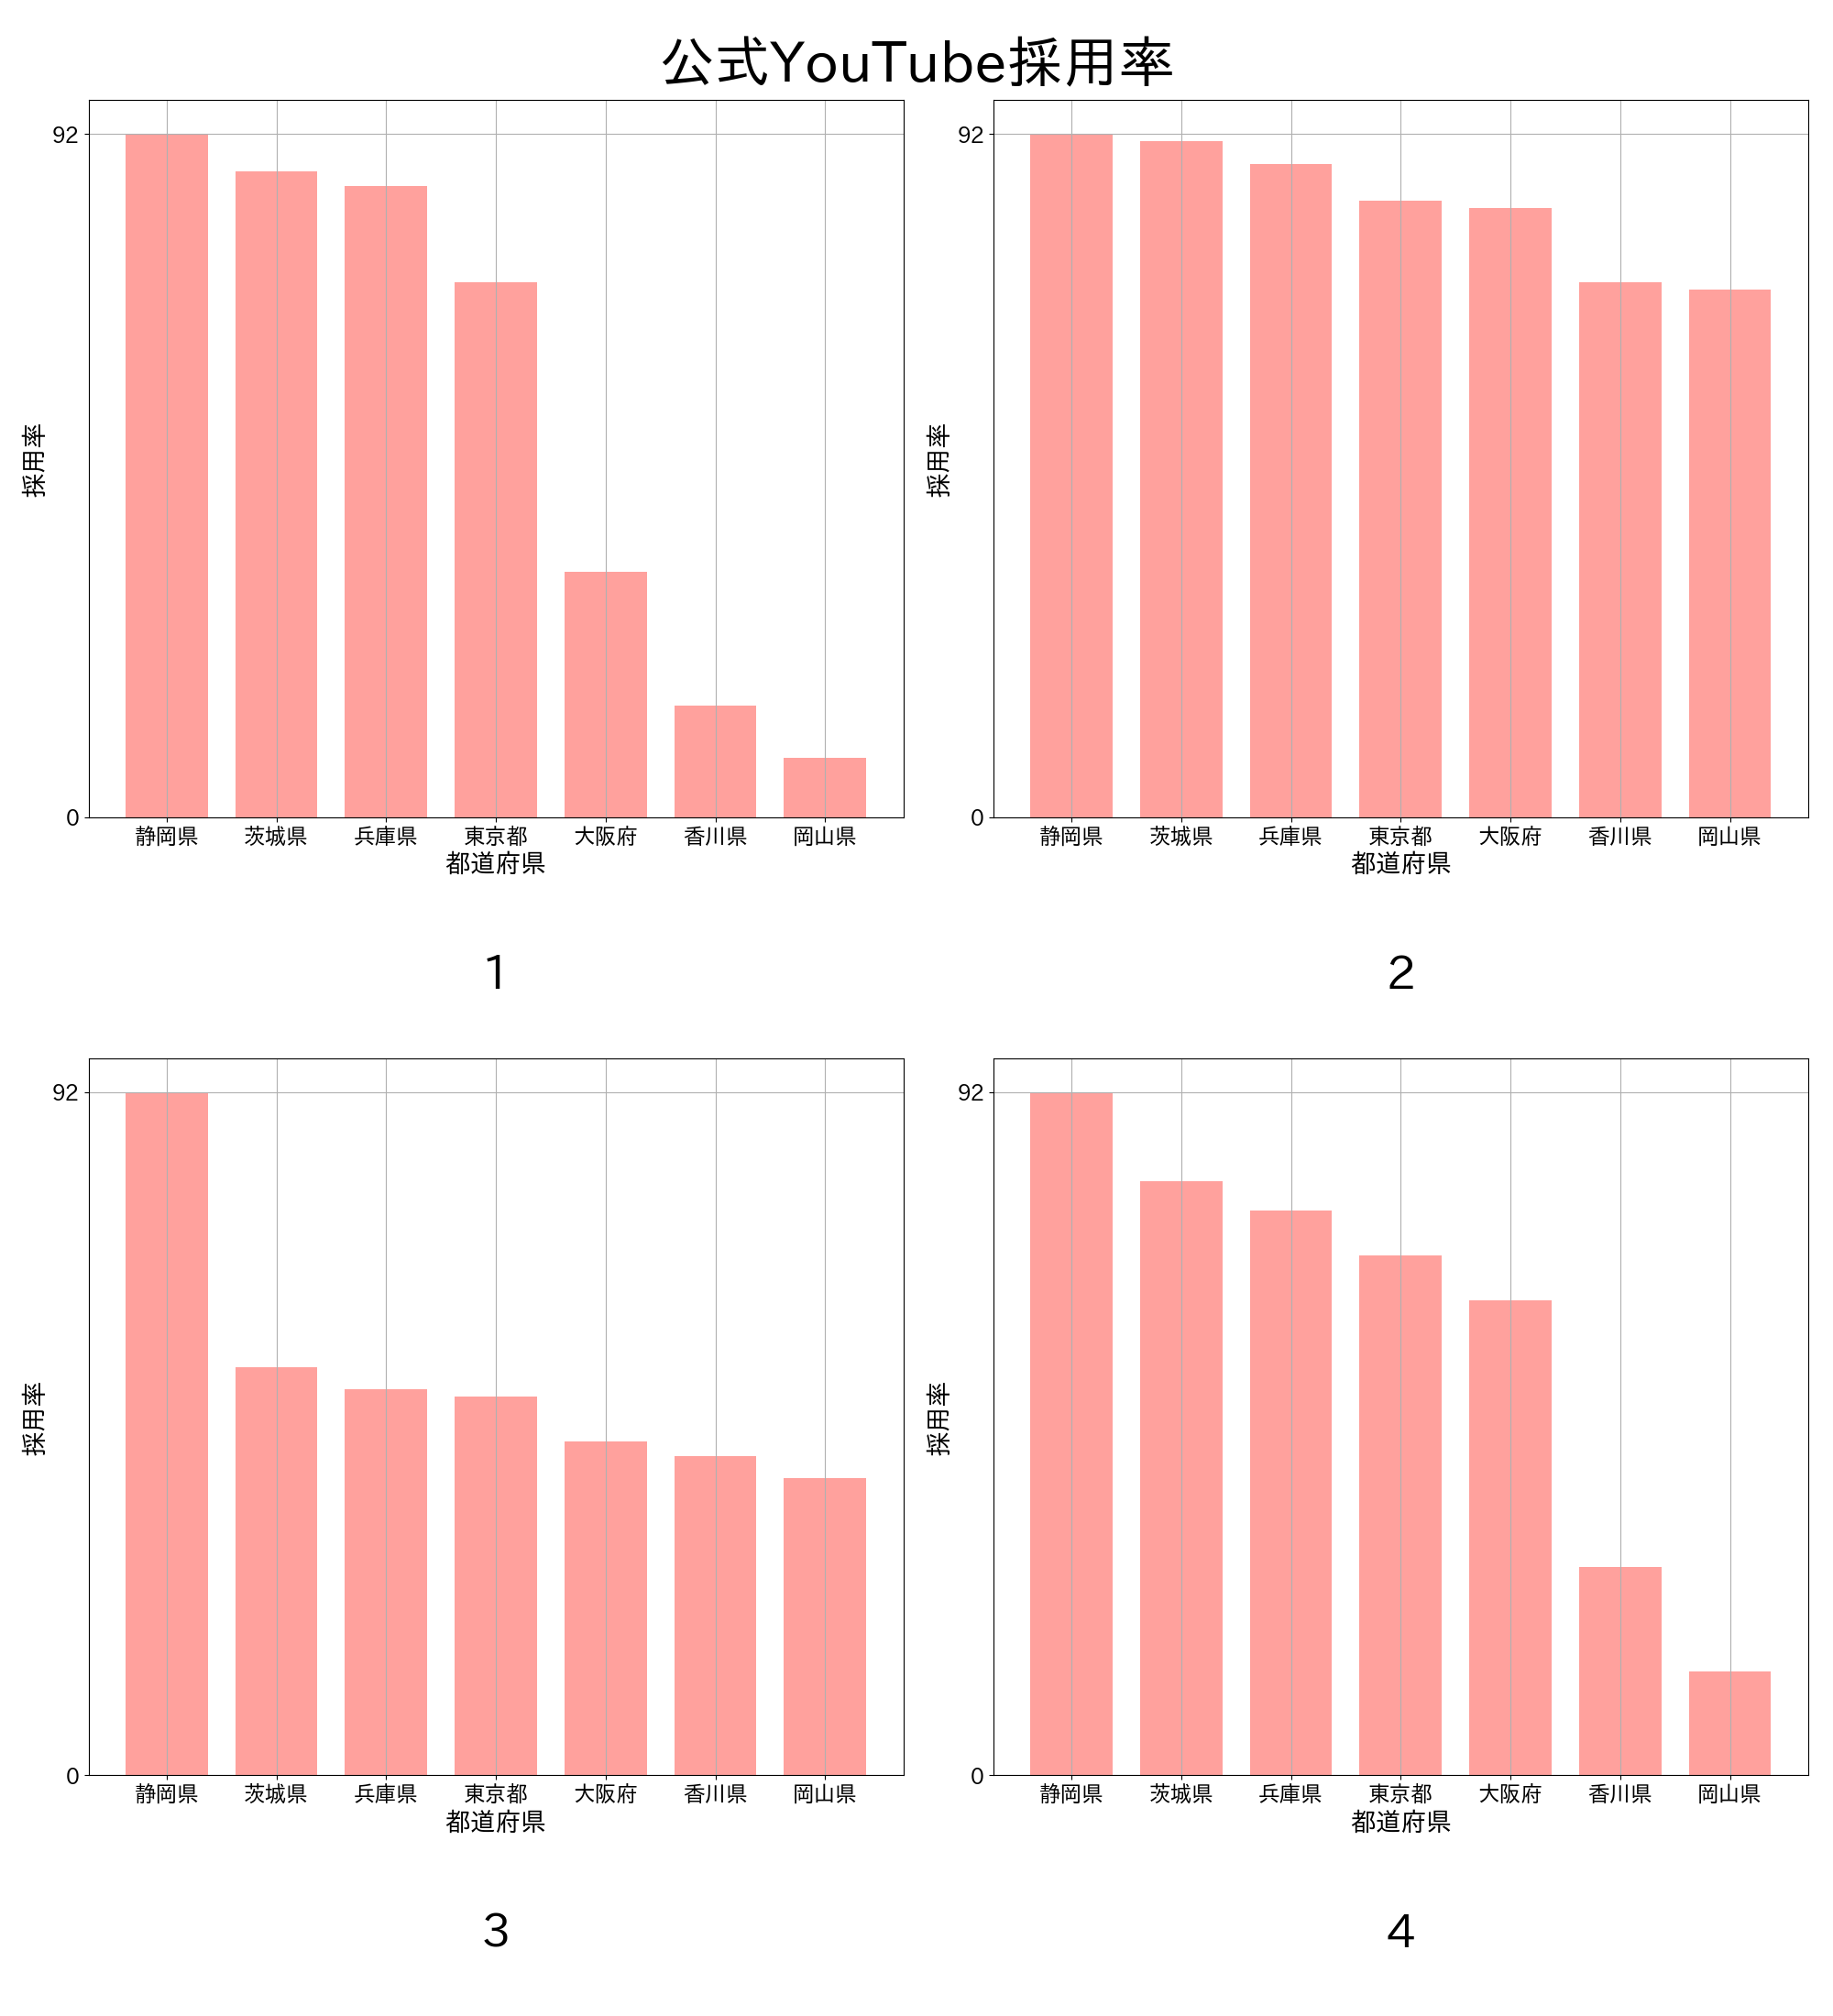 公式YouTube採用率
92
0
採用率
静岡県 茨城県 兵庫県 東京都 大阪府 香川県 岡山県
都道府県
1
92
0
採用率
静岡県 茨城県 兵庫県 東京都 大阪府 香川県 岡山県
都道府県
2
92
0
採用率
静岡県 茨城県 兵庫県 東京都 大阪府 香川県 岡山県
都道府県
3
92
0
採用率
静岡県 茨城県 兵庫県 東京都 大阪府 香川県 岡山県
都道府県
4